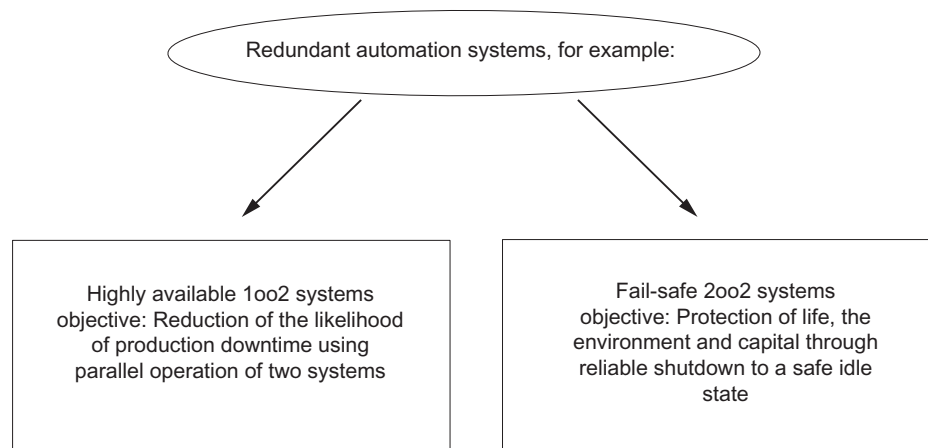 Redundant automation systems, for example:
Highly available 1oo2 systems
objective: Reduction of the likelihood
of production downtime using
parallel operation of two systems
Fail-safe 2oo2 systems
objective: Protection of life, the
environment and capital through
reliable shutdown to a safe idle
state